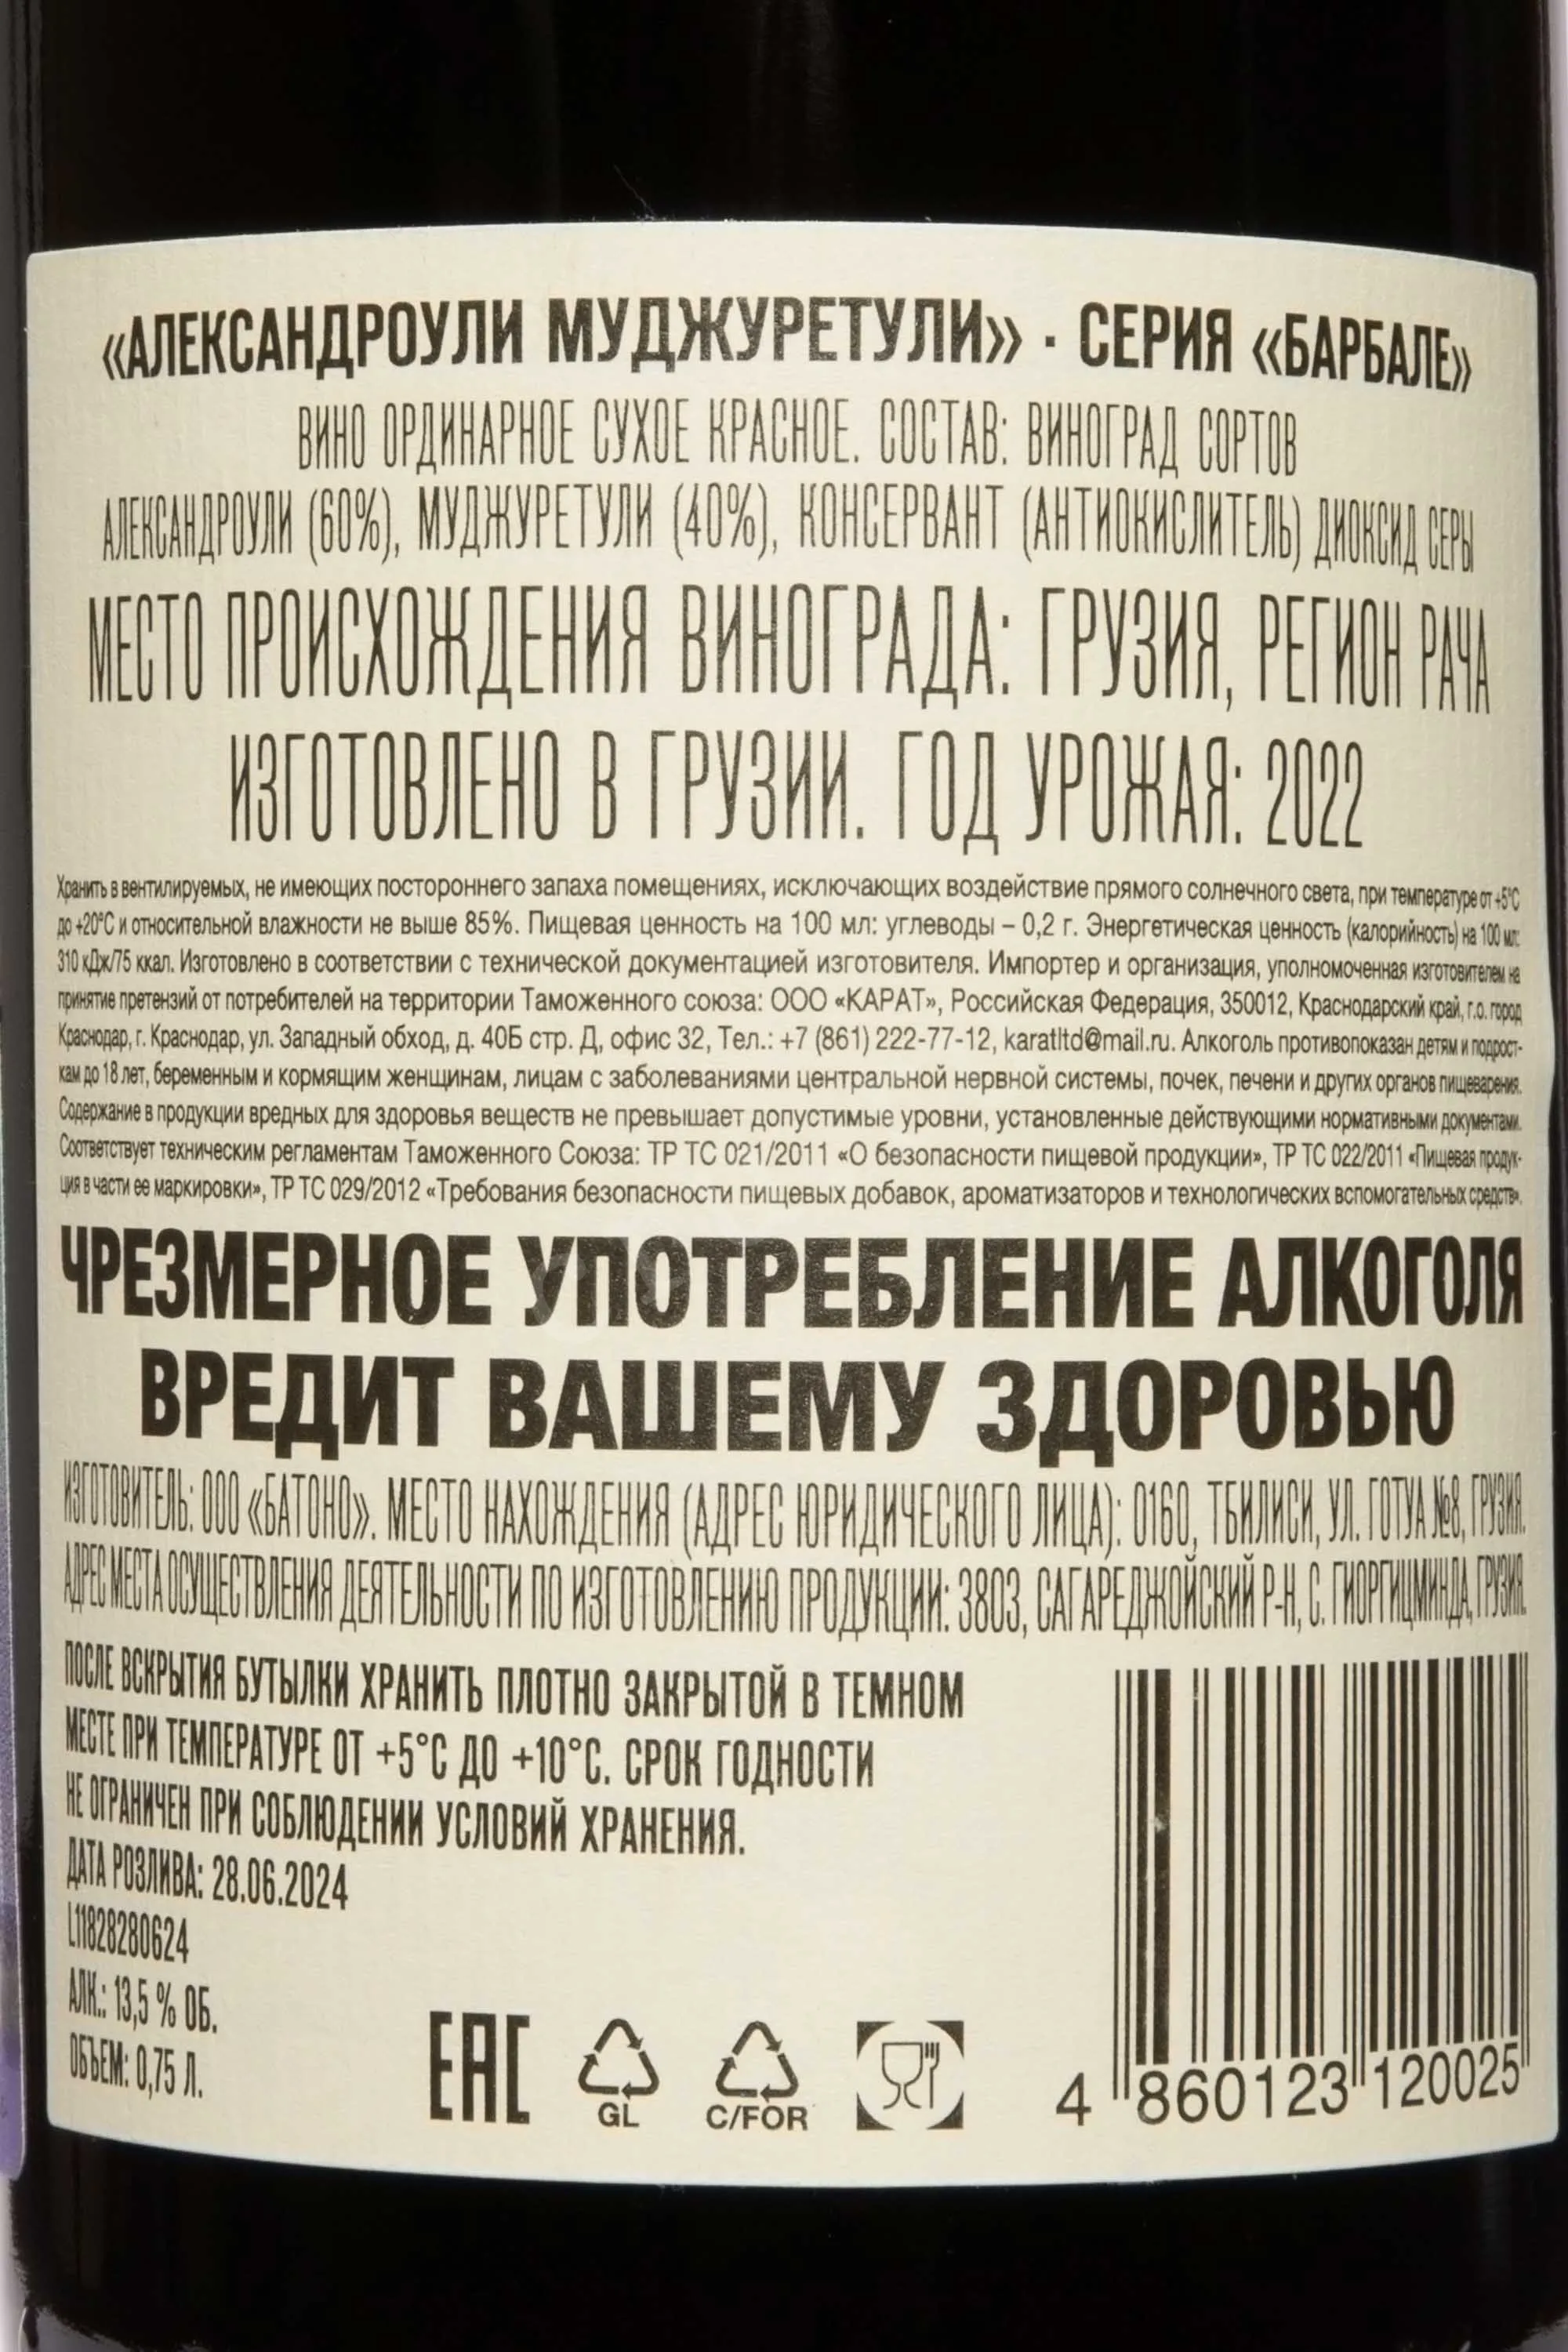 «АЛЕКСАНДРОУЛИ МУДЖУРЕТУЛИ» · СЕРИЯ «БАРБАЛЕ»
ВИНО ОРДИНАРНОЕ СУХОЕ КРАСНОЕ. СОСТАВ: ВИНОГРАД СОРТОВ
АЛЕКСАНДРОУЛИ (60%), МУДЖУРЕТУЛИ (40%), КОНСЕРВАНТ (АНТИОКИСЛИТЕЛЬ) ДИОКСИД СЕРЫ
МЕСТО ПРОИСХОЖДЕНИЯ ВИНОГРАДА: ГРУЗИЯ, РЕГИОН РАЧА
ИЗГОТОВЛЕНО В ГРУЗИИ. ГОД УРОЖАЯ: 2022
Хранить в вентилируемых, не имеющих постороннего запаха помещениях, исключающих воздействие прямого солнечного света, при температуре от +5°С
до +20°С и относительной влажности не выше 85%. Пищевая ценность на 100 мл: углеводы – 0,2 г. Энергетическая ценность (калорийность) на 100 мл:
310 кДж/75 ккал. Изготовлено в соответствии с технической документацией изготовителя. Импортер и организация, уполномоченная изготовителем на
принятие претензий от потребителей на территории Таможенного союза: ООО «КАРАТ», Российская Федерация, 350012, Краснодарский край, г.о. город
Краснодар, г. Краснодар, ул. Западный обход, д. 40Б стр. Д, офис 32, Тел.: +7 (861) 222-77-12, karatltd@mail.ru. Алкоголь противопоказан детям и подрост-
кам до 18 лет, беременным и кормящим женщинам, лицам с заболеваниями центральной нервной системы, почек, печени и других органов пищеварения.
Содержание в продукции вредных для здоровья веществ не превышает допустимые уровни, установленные действующими нормативными документами.
Соответствует техническим регламентам Таможенного Союза: ТР ТС 021/2011 «О безопасности пищевой продукции», ТР ТС 022/2011 «Пищевая продук-
ция в части ее маркировки», ТР ТС 029/2012 «Требования безопасности пищевых добавок, ароматизаторов и технологических вспомогательных средств».
ЧРЕЗМЕРНОЕ УПОТРЕБЛЕНИЕ АЛКОГОЛЯ
ВРЕДИТ ВАШЕМУ ЗДОРОВЬЮ
ИЗГОТОВИТЕЛЬ: ООО «БАТОНО». МЕСТО НАХОЖДЕНИЯ (АДРЕС ЮРИДИЧЕСКОГО ЛИЦА): 0160, ТБИЛИСИ, УЛ. ГОТУА №8, ГРУЗИЯ.
АДРЕС МЕСТА ОСУЩЕСТВЛЕНИЯ ДЕЯТЕЛЬНОСТИ ПО ИЗГОТОВЛЕНИЮ ПРОДУКЦИИ: 3803, САГАРЕДЖОЙСКИЙ Р-Н, С. ГИОРГИЦМИНДА, ГРУЗИЯ.
ПОСЛЕ ВСКРЫТИЯ БУТЫЛКИ ХРАНИТЬ ПЛОТНО ЗАКРЫТОЙ В ТЕМНОМ
МЕСТЕ ПРИ ТЕМПЕРАТУРЕ ОТ +5°С ДО +10°С. СРОК ГОДНОСТИ
НЕ ОГРАНИЧЕН ПРИ СОБЛЮДЕНИИ УСЛОВИЙ ХРАНЕНИЯ.
ДАТА РОЗЛИВА: 28.06.2024
L11828280624
АЛК.: 13,5 % ОБ.
ОБЪЕМ: 0,75 Л.
EAC
GL
C/FOR
4 860123 120025